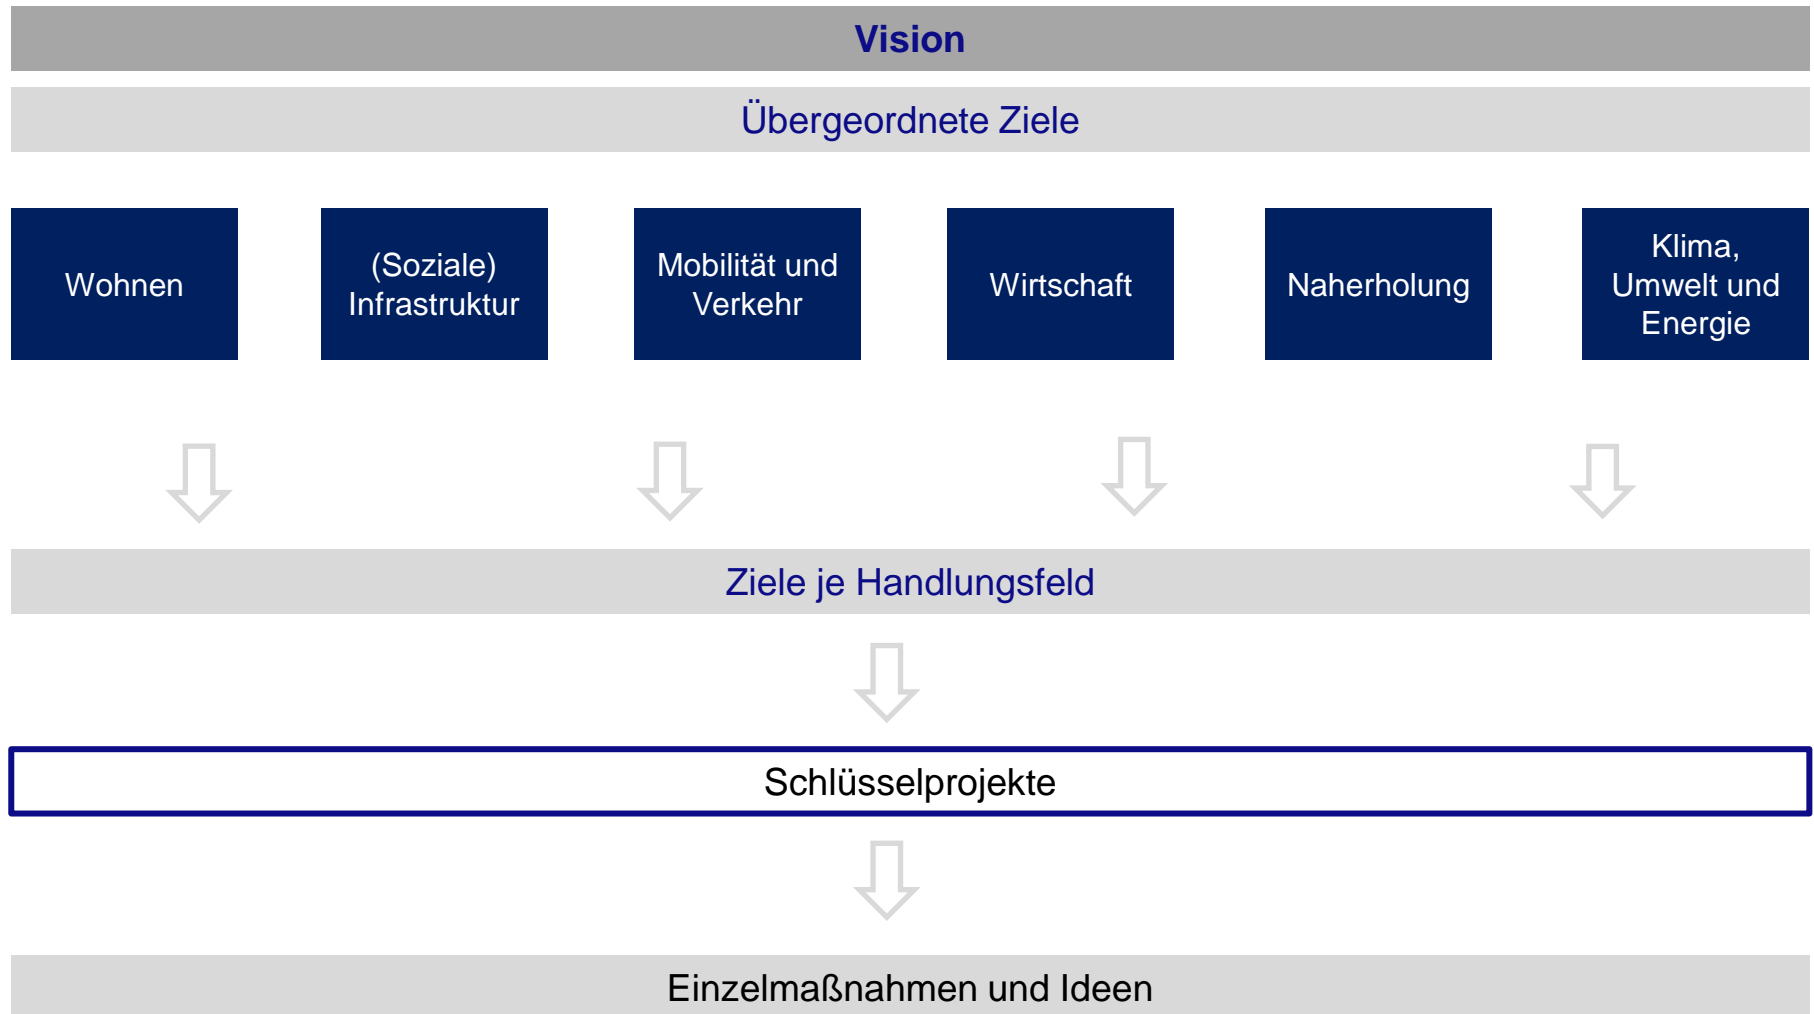 Vision
Übergeordnete Ziele
Wohnen
(Soziale)
Infrastruktur
Mobilität und
Verkehr
Wirtschaft
Naherholung
Klima,
Umwelt und
Energie
Ziele je Handlungsfeld
Schlüsselprojekte
Einzelmaßnahmen und Ideen